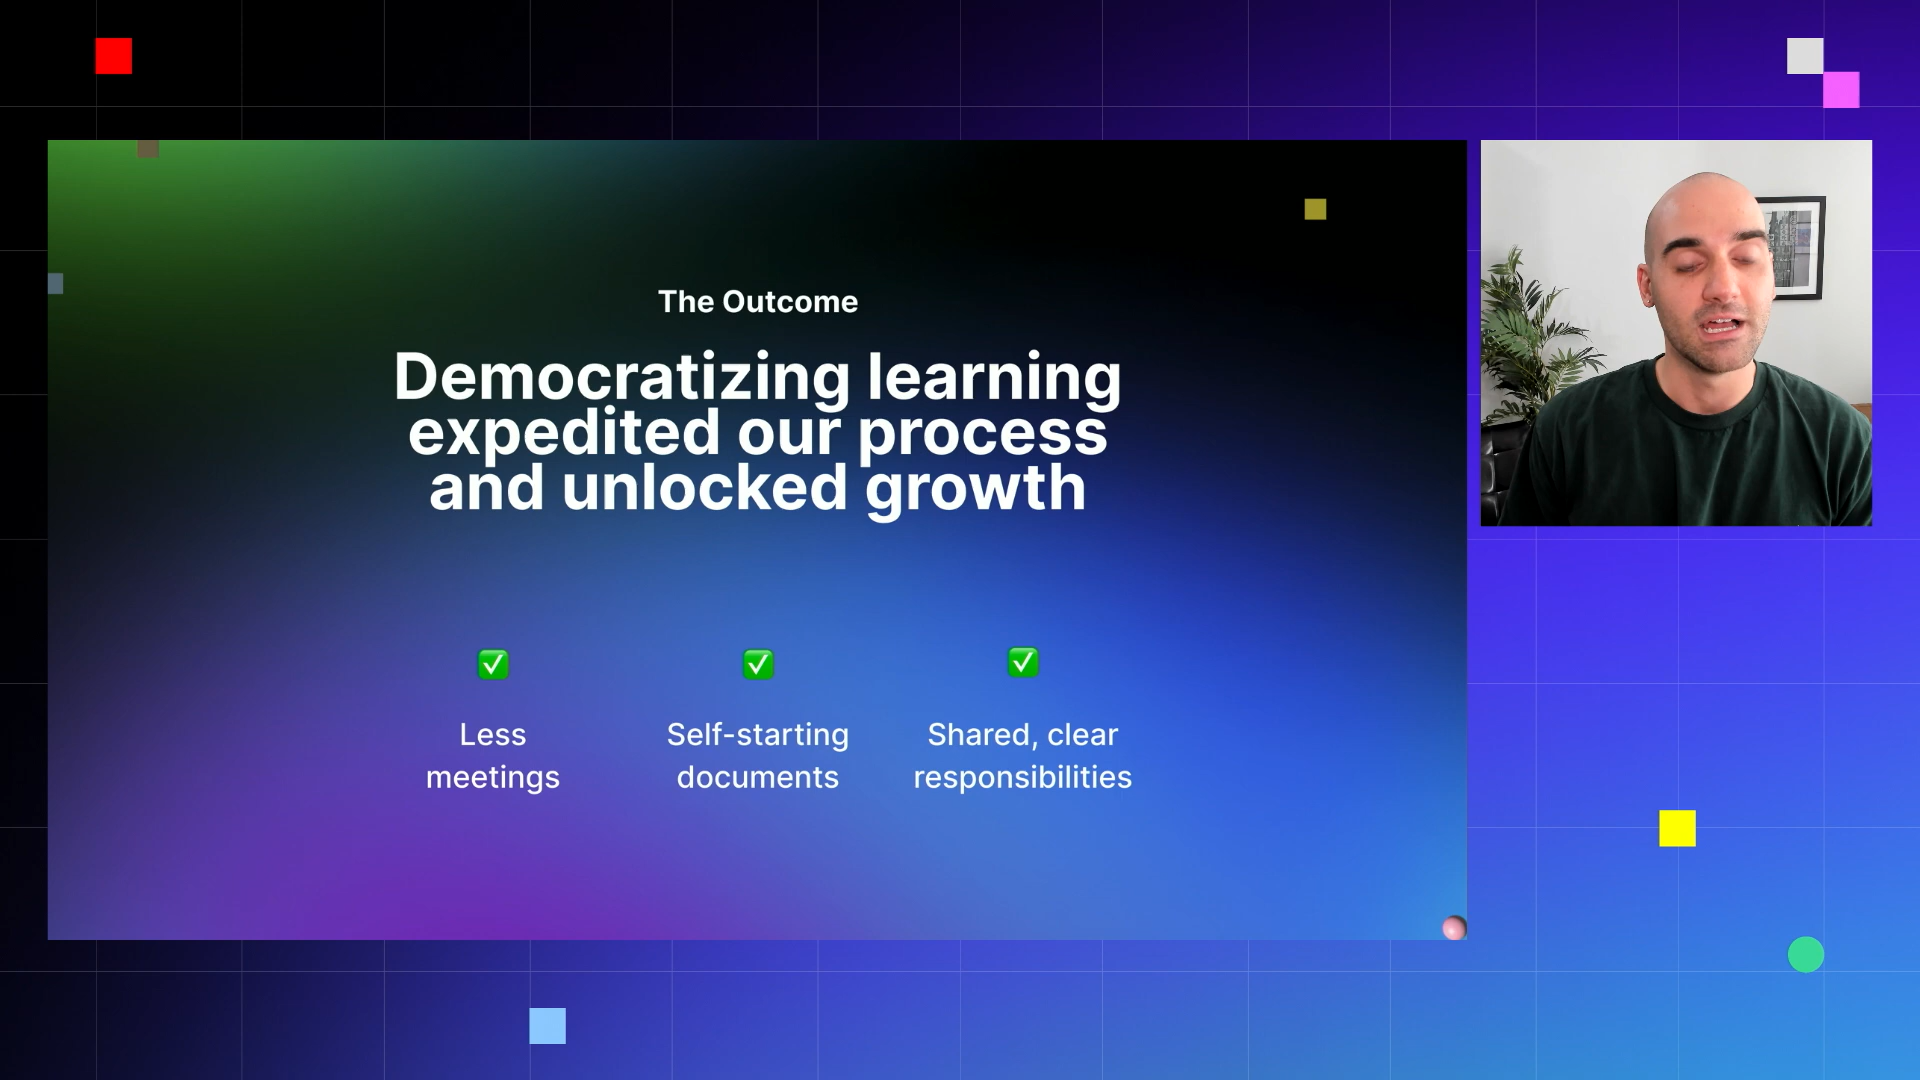 The Outcome
Democratizing learning
expedited our process
and unlocked growth
✅ ✅ ✅
Less
meetings
Self-starting
documents
Shared, clear
responsibilities